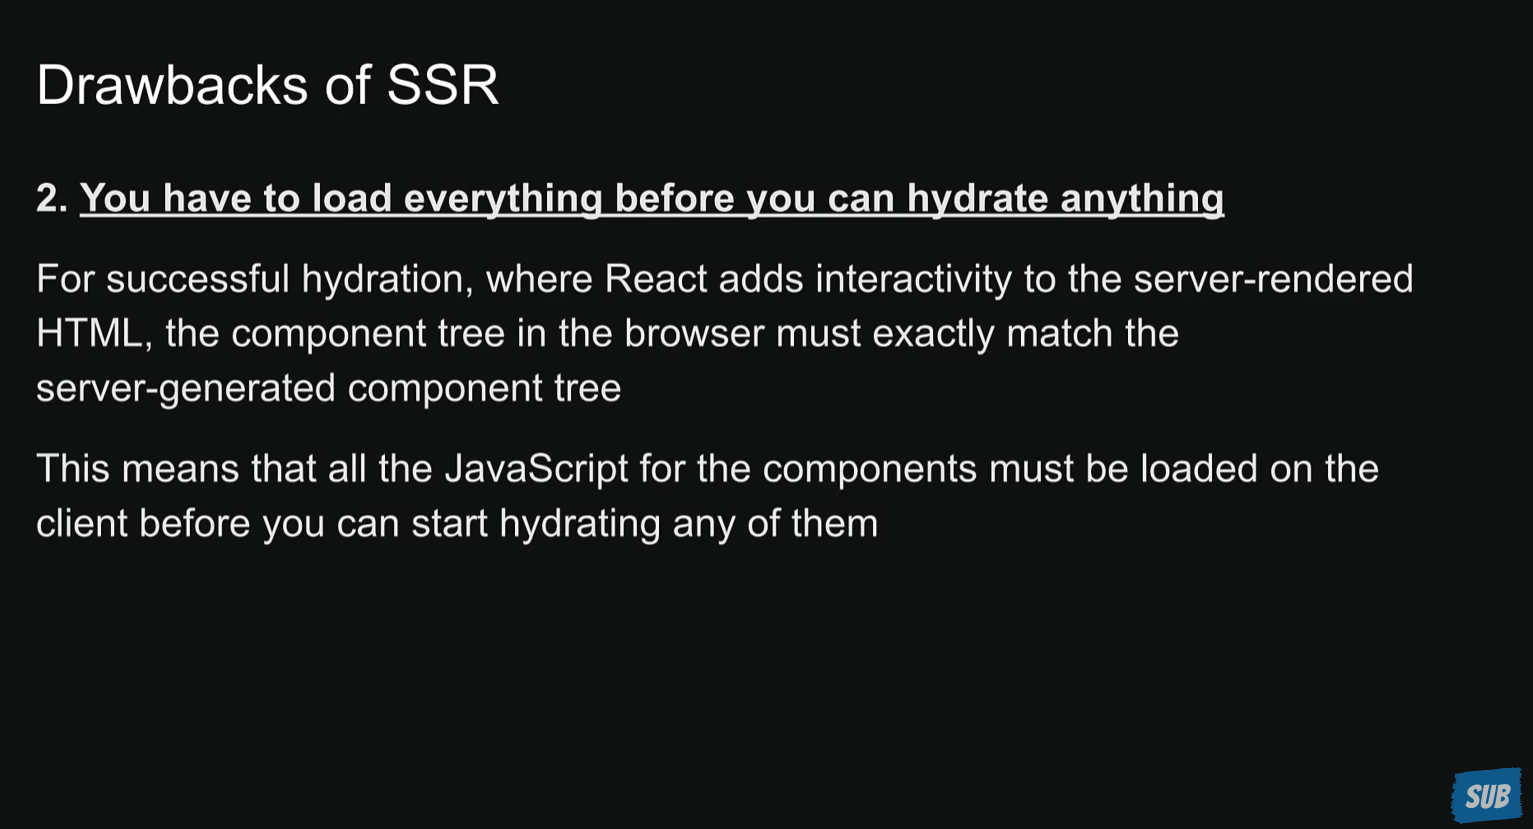 Drawbacks of SSR
2. You have to load everything before you can hydrate anything
For successful hydration, where React adds interactivity to the server-rendered
HTML, the component tree in the browser must exactly match the
server-generated component tree
This means that all the JavaScript for the components must be loaded on the
client before you can start hydrating any of them
SUB